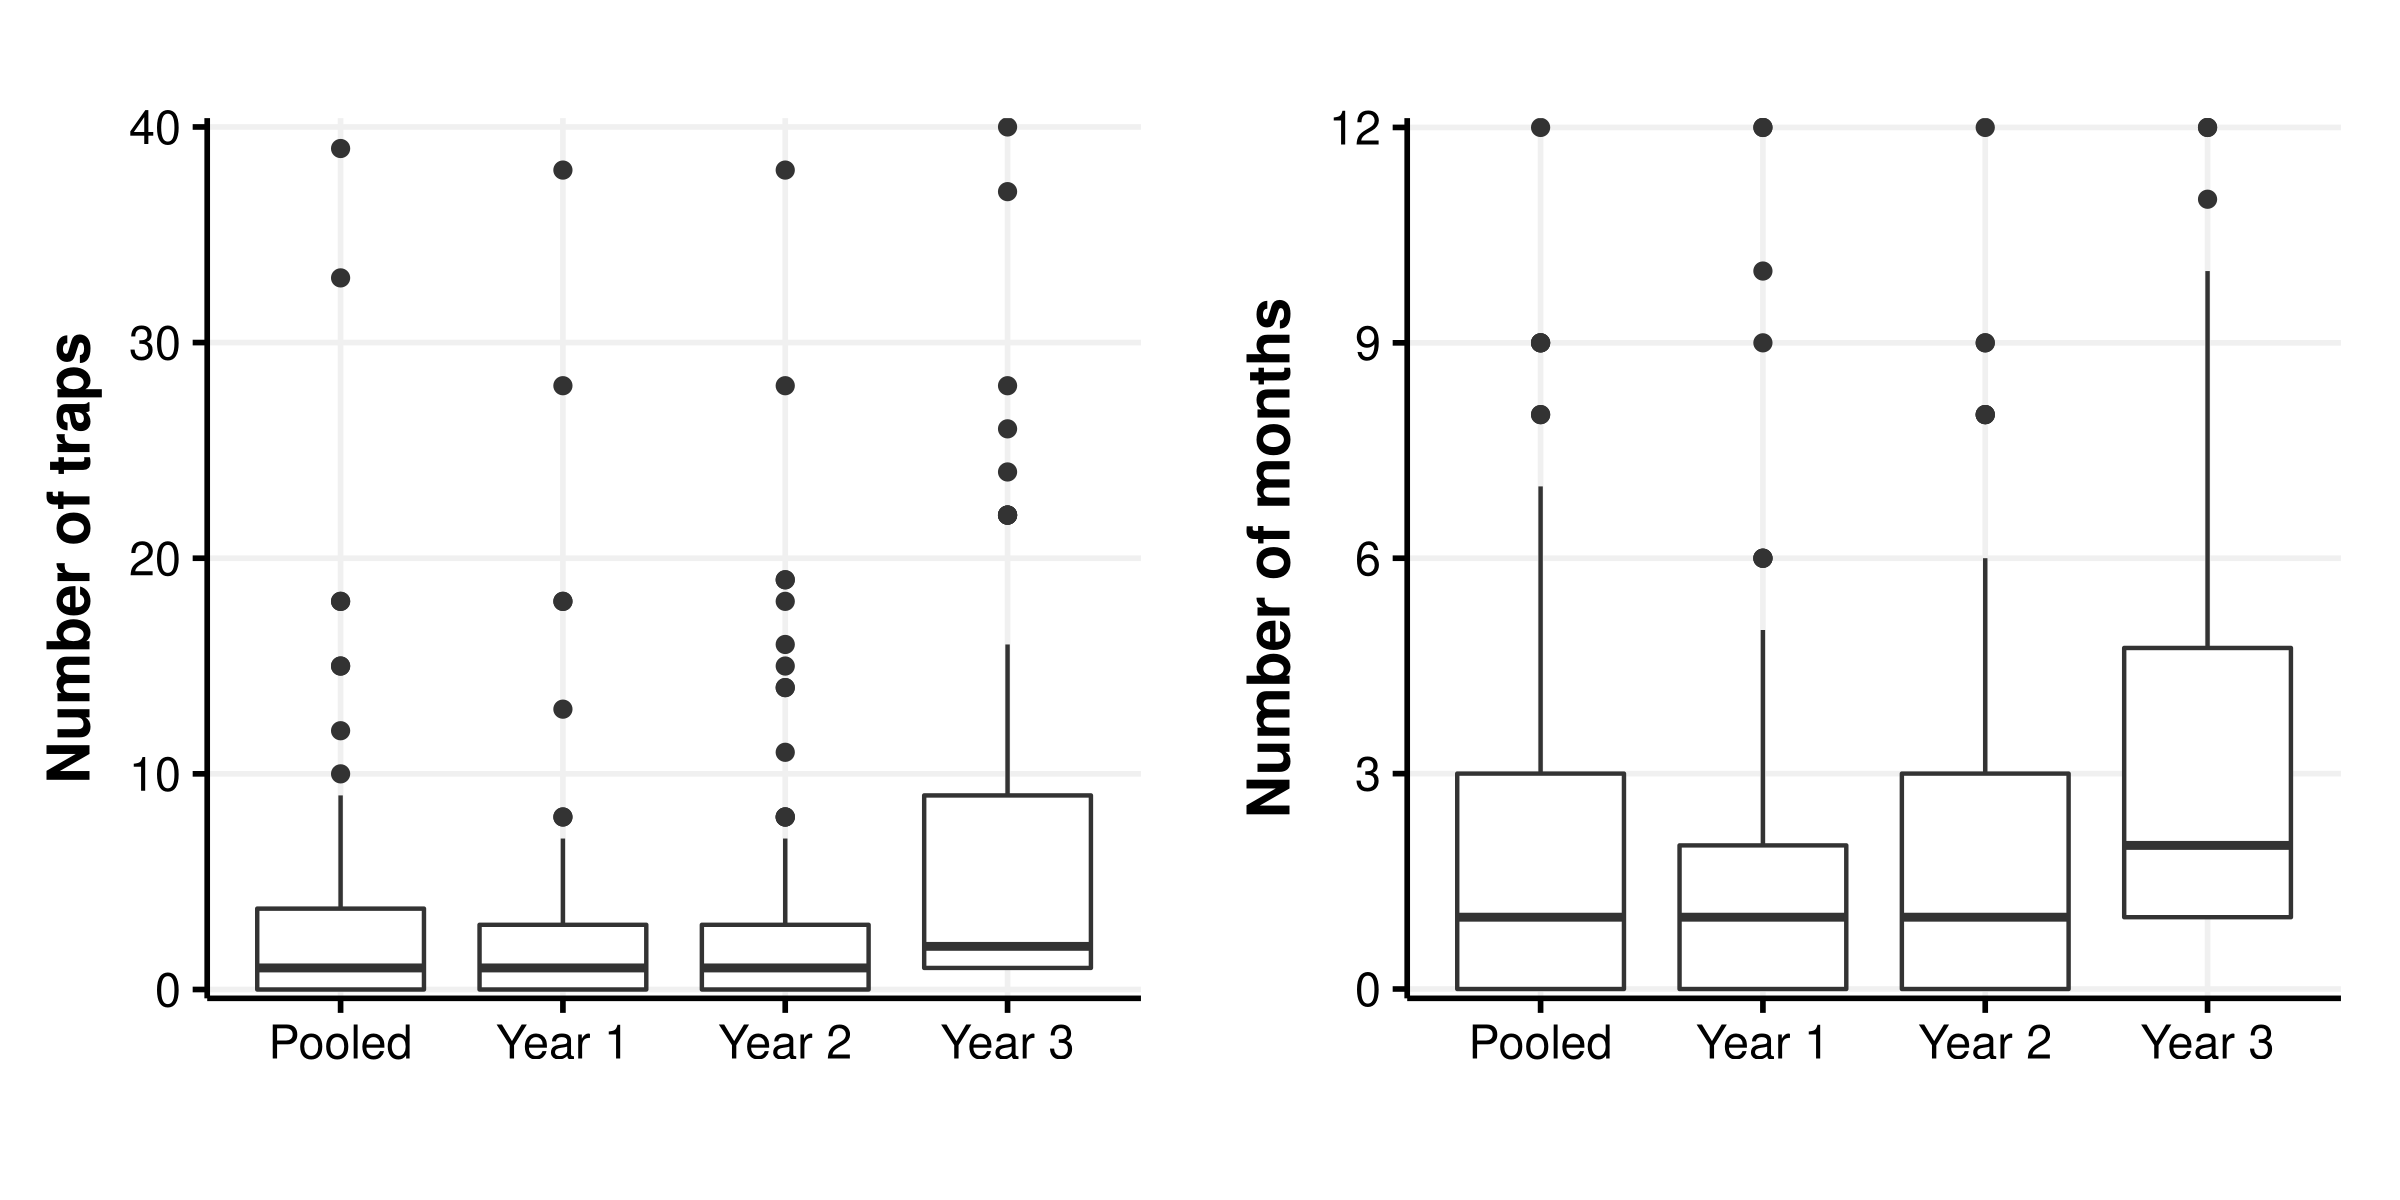 Number of traps
40
30
20
10
0
Pooled Year 1 Year 2 Year 3
Number of months
12
9
6
3
0
Pooled Year 1 Year 2 Year 3